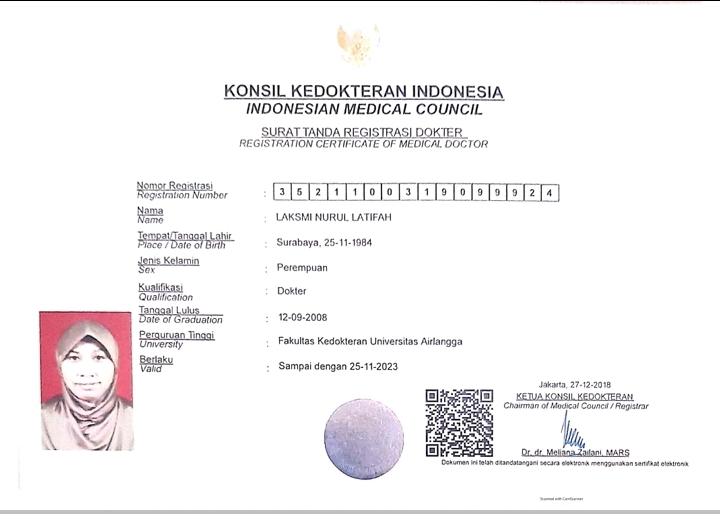 KONSIL KEDOKTERAN INDONESIA
INDONESIAN MEDICAL COUNCIL
SURAT TANDA REGISTRASI DOKTER
REGISTRATION CERTIFICATE OF MEDICAL DOCTOR
Nomor Registrasi
Registration Number : 3 5 2 1 1 0 0 3 1 9 0 9 9 9 2 4
Nama
Name : LAKSMI NURUL LATIFAH
Tempat/Tanggal Lahir
Place / Date of Birth : Surabaya, 25-11-1984
Jenis Kelamin
Sex : Perempuan
Kualifikasi
Qualification : Dokter
Tanggal Lulus
Date of Graduation : 12-09-2008
Perguruan Tinggi
University : Fakultas Kedokteran Universitas Airlangga
Berlaku
Valid : Sampai dengan 25-11-2023
Jakarta, 27-12-2018
KETUA KONSIL KEDOKTERAN
Chairman of Medical Council / Registrar
Dr. dr. Meliana Zailani, MARS
Dokumen ini telah ditandatangani secara elektronik menggunakan sertifikat elektronik
Scanned with CamScanner